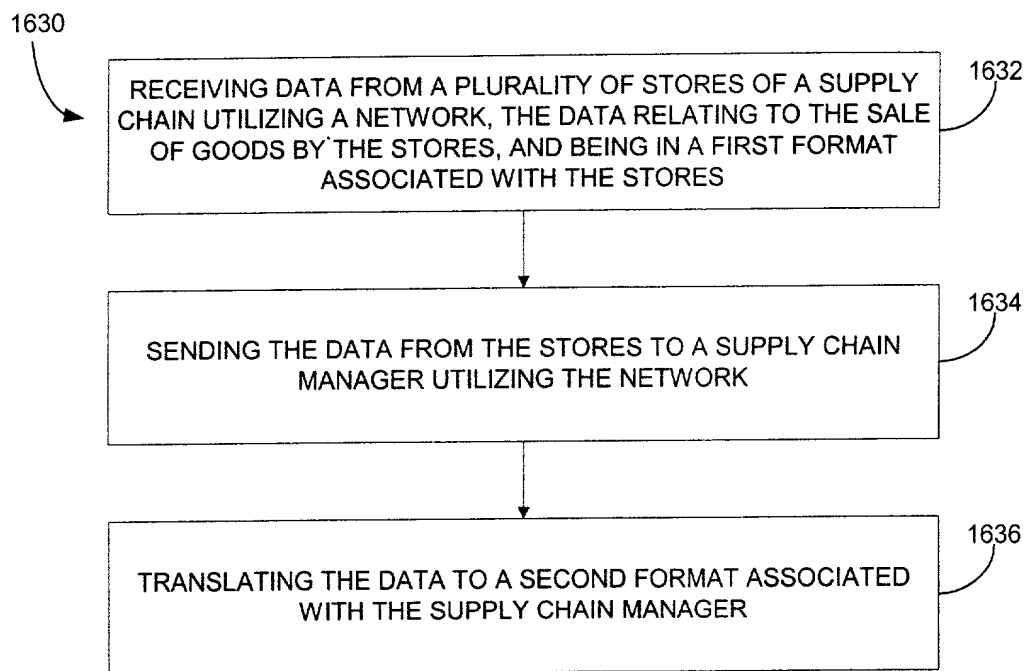 1630
RECEIVING DATA FROM A PLURALITY OF STORES OF A SUPPLY
CHAIN UTILIZING A NETWORK, THE DATA RELATING TO THE SALE
OF GOODS BY THE STORES, AND BEING IN A FIRST FORMAT
ASSOCIATED WITH THE STORES
1632
SENDING THE DATA FROM THE STORES TO A SUPPLY CHAIN
MANAGER UTILIZING THE NETWORK
1634
TRANSLATING THE DATA TO A SECOND FORMAT ASSOCIATED
WITH THE SUPPLY CHAIN MANAGER
1636